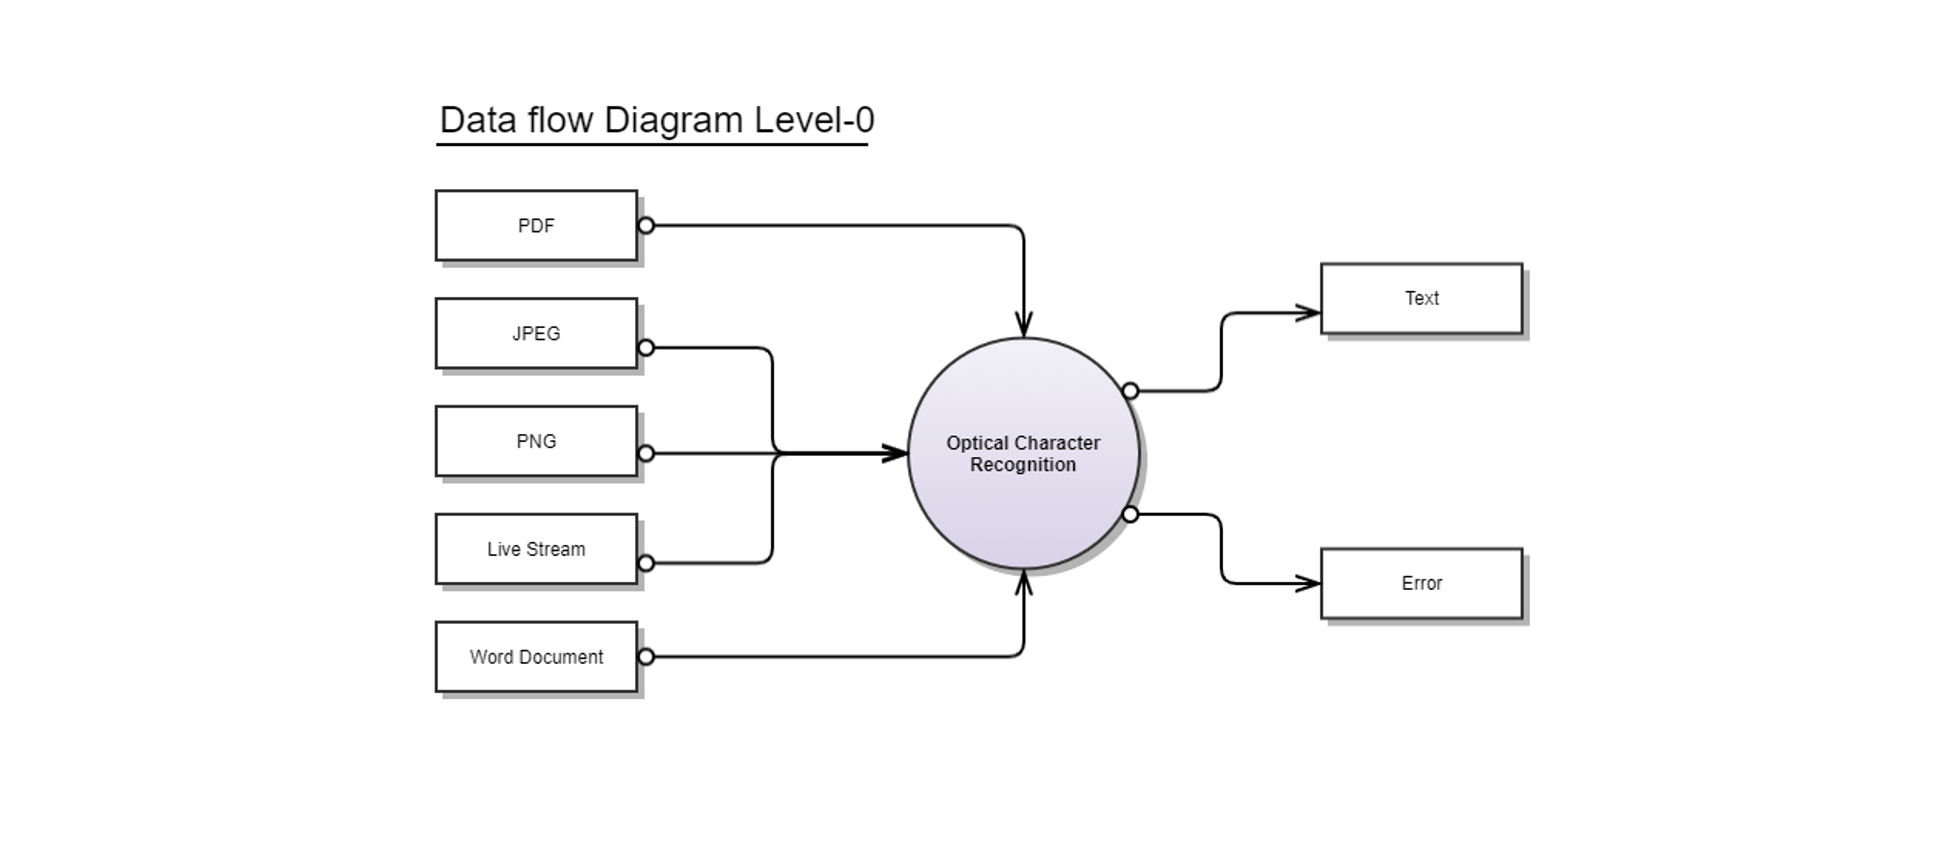 Data flow Diagram Level-0
PDF
JPEG
PNG
Live Stream
Word Document
Optical Character
Recognition
Text
Error